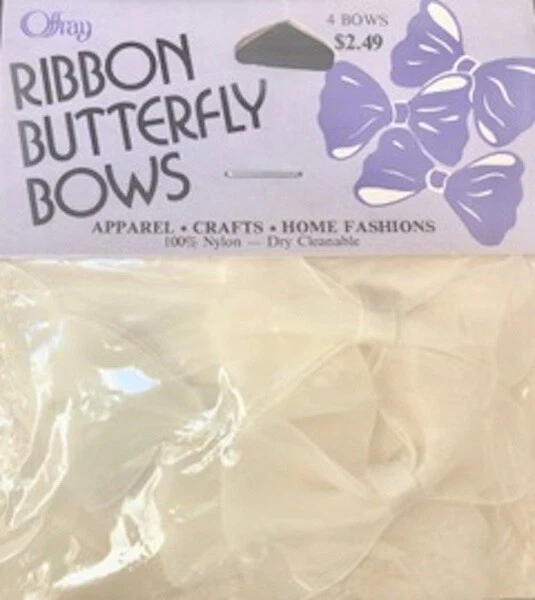 Offray
4 BOWS
$2.49
RIBBON
BUTTERFLY
BOWS
APPAREL • CRAFTS • HOME FASHIONS
100% Nylon — Dry Cleanable